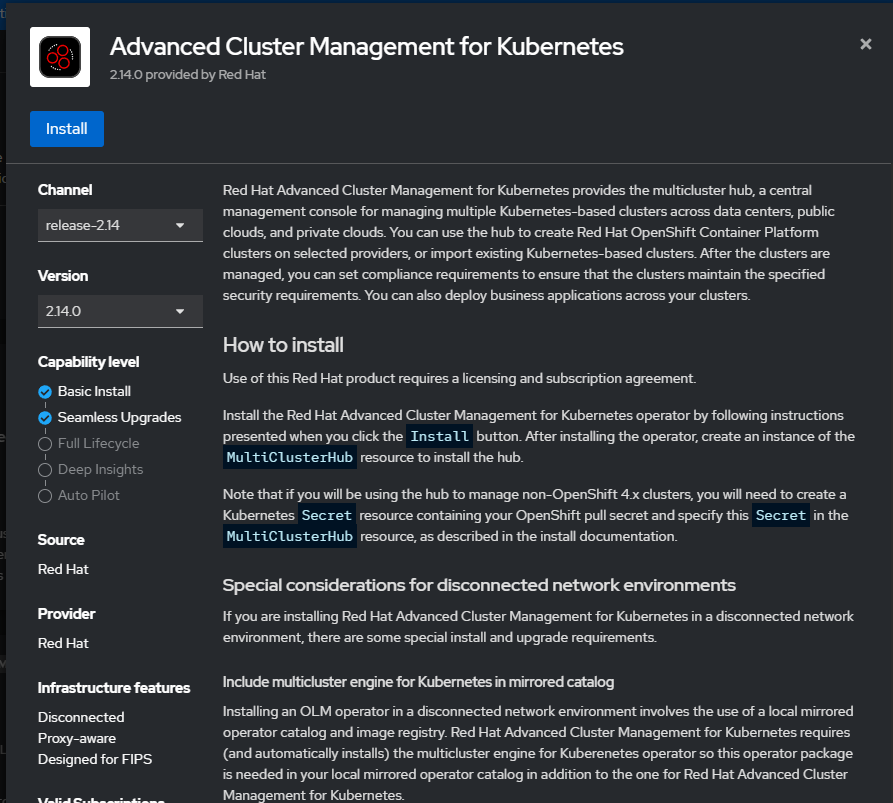 Advanced Cluster Management for Kubernetes
2.14.0 provided by Red Hat
Install
Channel
release-2.14
Version
2.14.0
Capability level
Basic Install
Seamless Upgrades
Full Lifecycle
Deep Insights
Auto Pilot
Source
Red Hat
Provider
Red Hat
Infrastructure features
Disconnected
Proxy-aware
Designed for FIPS
Valid Subscriptions
Red Hat Advanced Cluster Management for Kubernetes provides the multicluster hub, a central
management console for managing multiple Kubernetes-based clusters across data centers, public
clouds, and private clouds. You can use the hub to create Red Hat OpenShift Container Platform
clusters on selected providers, or import existing Kubernetes-based clusters. After the clusters are
managed, you can set compliance requirements to ensure that the clusters maintain the specified
security requirements. You can also deploy business applications across your clusters.
How to install
Use of this Red Hat product requires a licensing and subscription agreement.
Install the Red Hat Advanced Cluster Management for Kubernetes operator by following instructions
presented when you click the Install button. After installing the operator, create an instance of the
MultiClusterHub resource to install the hub.
Note that if you will be using the hub to manage non-OpenShift 4.x clusters, you will need to create a
Kubernetes Secret resource containing your OpenShift pull secret and specify this Secret in the
MultiClusterHub resource, as described in the install documentation.
Special considerations for disconnected network environments
If you are installing Red Hat Advanced Cluster Management for Kubernetes in a disconnected network
environment, there are some special install and upgrade requirements.
Include multicluster engine for Kubernetes in mirrored catalog
Installing an OLM operator in a disconnected network environment involves the use of a local mirrored
operator catalog and image registry. Red Hat Advanced Cluster Management for Kubernetes requires
(and automatically installs) the multicluster engine for Kuberenetes operator so this operator package
is needed in your local mirrored operator catalog in addition to the one for Red Hat Advanced Cluster
Management for Kubernetes.